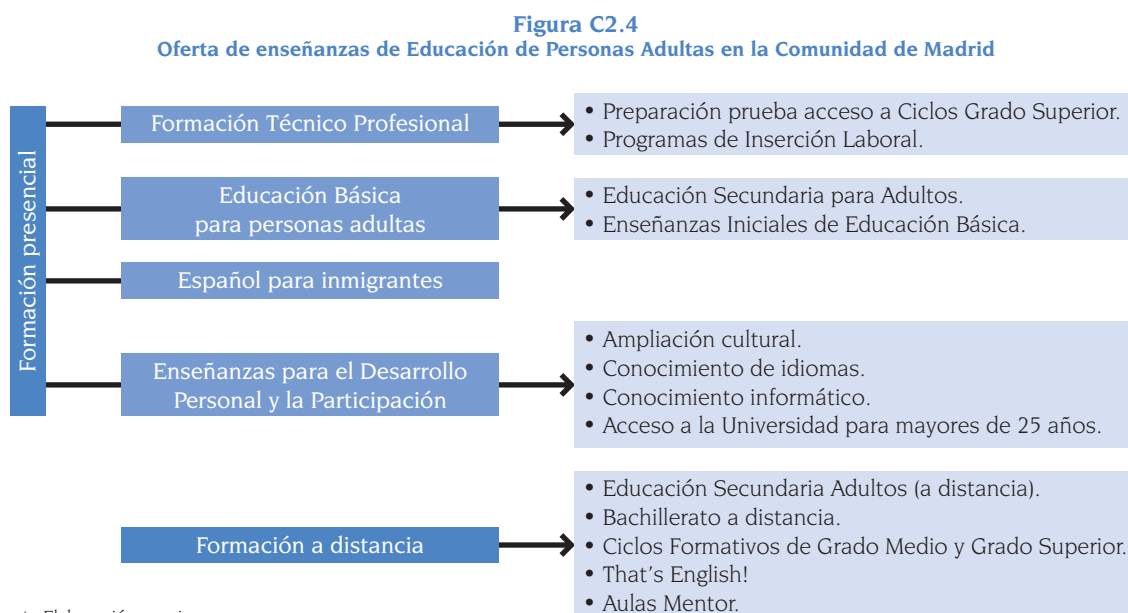 Figura C2.4
Oferta de enseñanzas de Educación de Personas Adultas en la Comunidad de Madrid
Formación presencial
Formación Técnico Profesional
• Preparación prueba acceso a Ciclos Grado Superior.
• Programas de Inserción Laboral.
Educación Básica
para personas adultas
• Educación Secundaria para Adultos.
• Enseñanzas Iniciales de Educación Básica.
Español para inmigrantes
Enseñanzas para el Desarrollo
Personal y la Participación
• Ampliación cultural.
• Conocimiento de idiomas.
• Conocimiento informático.
• Acceso a la Universidad para mayores de 25 años.
Formación a distancia
• Educación Secundaria Adultos (a distancia).
• Bachillerato a distancia.
• Ciclos Formativos de Grado Medio y Grado Superior.
• That's English!
• Aulas Mentor.